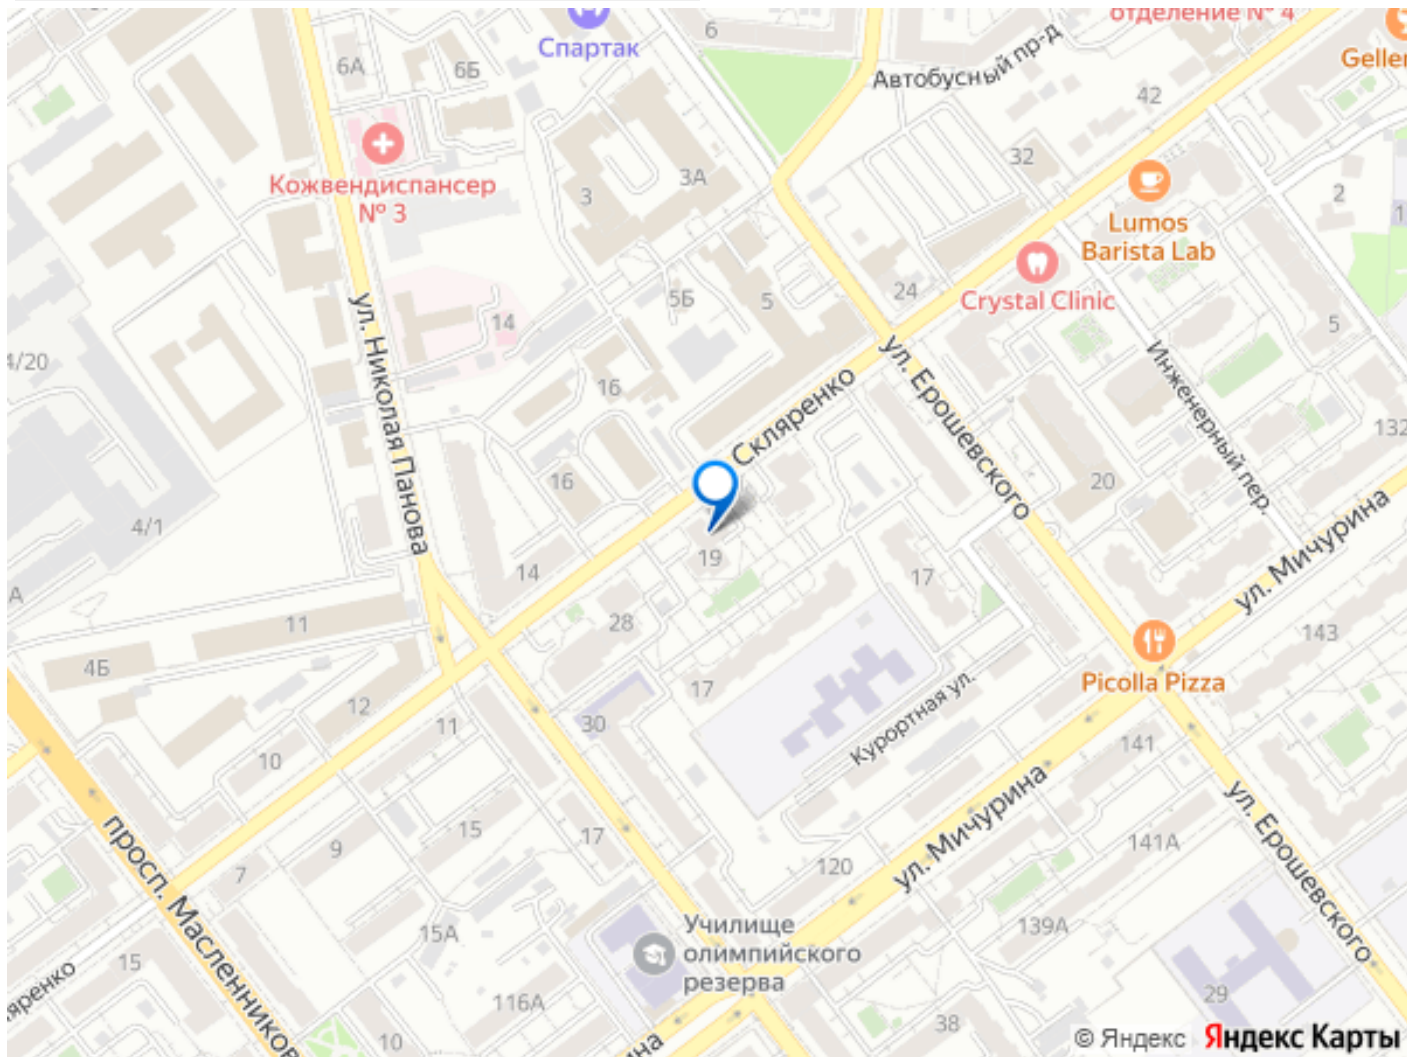 отделение № 4
Спартак
6
Geller
Автобусный пр-д
6А
6Б
42
Кожвендиспансер
№ 3
3
3А
32
2
1
Lumos
Barista Lab
Crystal Clinic
24
5Б
5
14
5
4/20
ул. Николая Панова
ул. Ерошевского
Инженерный пер.
16
Скляренко
132
16
20
4/1
ул. Мичурина
14
19
17
А
11
28
143
4Б
17
Picolla Pizza
12
11
30
Курортная ул.
141
10
просп. Масленников
9
15
17
120
ул. Мичурина
141А
ул. Ерошевского
7
15А
Училище
олимпийского
резерва
139А
15
яренко
116А
29
10
ина
38
© Яндекс Яндекс Карты